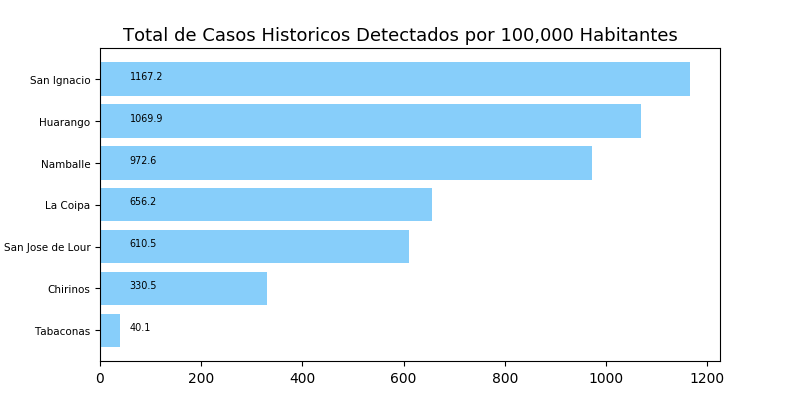 Total de Casos Historicos Detectados por 100,000 Habitantes
San Ignacio 1167.2
Huarango 1069.9
Namballe 972.6
La Coipa 656.2
San Jose de Lour 610.5
Chirinos 330.5
Tabaconas 40.1
0 200 400 600 800 1000 1200